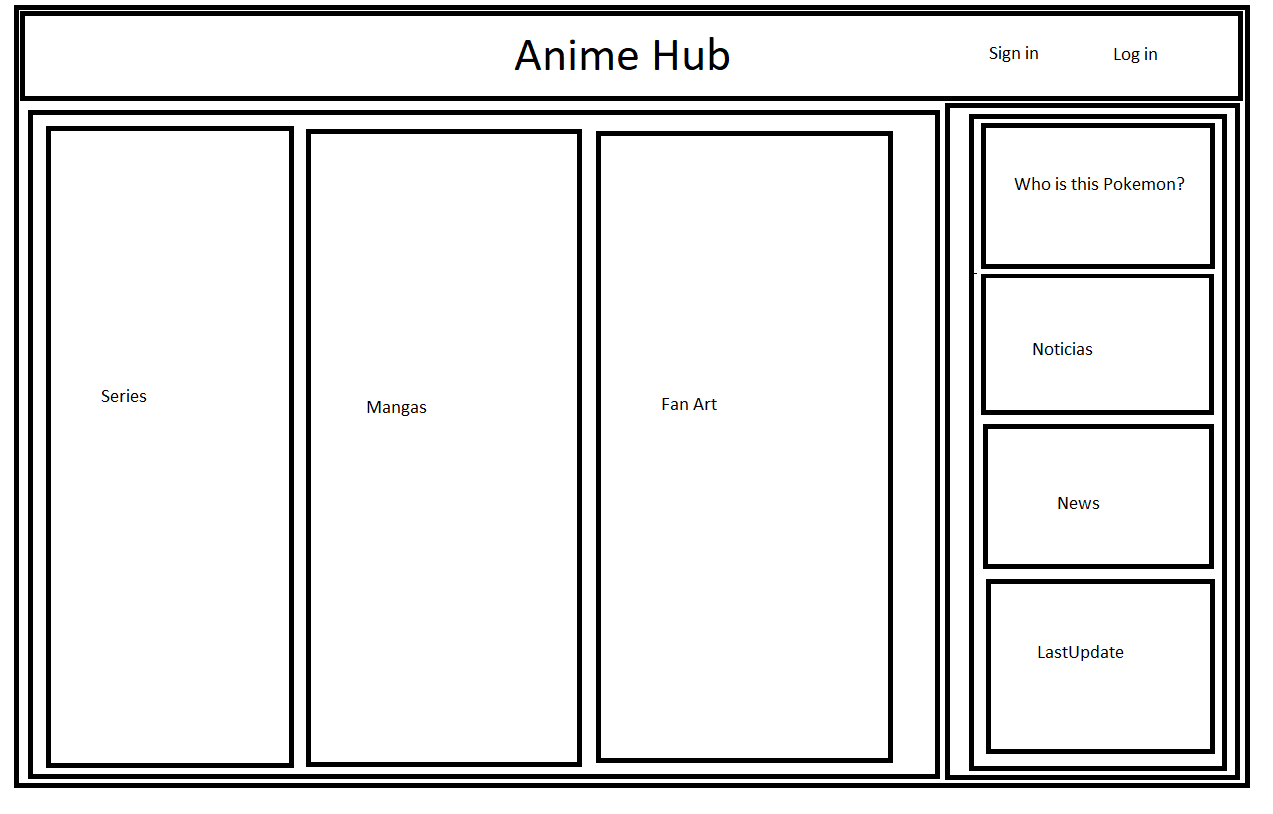 Anime Hub
Sign in
Log in
Series
Mangas
Fan Art
Who is this Pokemon?
Noticias
News
LastUpdate